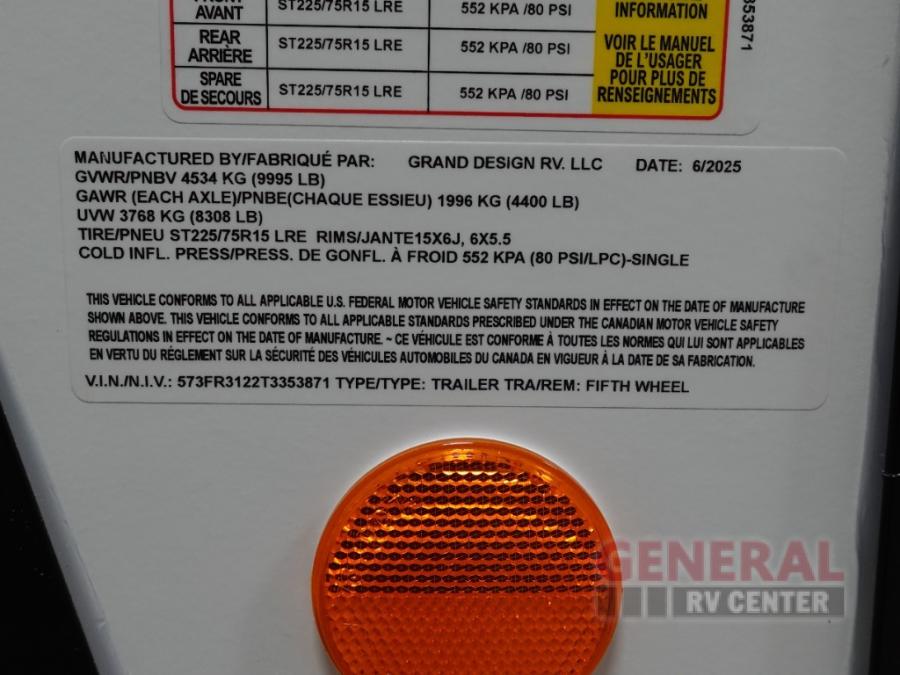 FRONT
AVANT ST225/75R15 LRE 552 KPA /80 PSI
REAR
ARRIÈRE ST225/75R15 LRE 552 KPA /80 PSI
SPARE
DE SECOURS ST225/75R15 LRE 552 KPA /80 PSI
INFORMATION
VOIR LE MANUEL
DE L'USAGER
POUR PLUS DE
RENSEIGNEMENTS
353871
MANUFACTURED BY/FABRIQUÉ PAR: GRAND DESIGN RV. LLC DATE: 6/2025
GVWR/PNBV 4534 KG (9995 LB)
GAWR (EACH AXLE)/PNBE(CHAQUE ESSIEU) 1996 KG (4400 LB)
UVW 3768 KG (8308 LB)
TIRE/PNEU ST225/75R15 LRE RIMS/JANTE15X6J, 6X5.5
COLD INFL. PRESS/PRESS. DE GONFL. À FROID 552 KPA (80 PSI/LPC)-SINGLE
THIS VEHICLE CONFORMS TO ALL APPLICABLE U.S. FEDERAL MOTOR VEHICLE SAFETY STANDARDS IN EFFECT ON THE DATE OF MANUFACTURE
SHOWN ABOVE. THIS VEHICLE CONFORMS TO ALL APPLICABLE STANDARDS PRESCRIBED UNDER THE CANADIAN MOTOR VEHICLE SAFETY
REGULATIONS IN EFFECT ON THE DATE OF MANUFACTURE. ~ CE VÉHICULE EST CONFORME À TOUTES LES NORMES QUI LUI SONT APPLICABLES
EN VERTU DU RÉGLEMENT SUR LA SÉCURITÉ DES VÉHICULES AUTOMOBILES DU CANADA EN VIGUEUR À LA DATE DE SA FABRICATION.
V.I.N./N.I.V.: 573FR3122T3353871 TYPE/TYPE: TRAILER TRA/REM: FIFTH WHEEL
GENERAL
RV CENTER